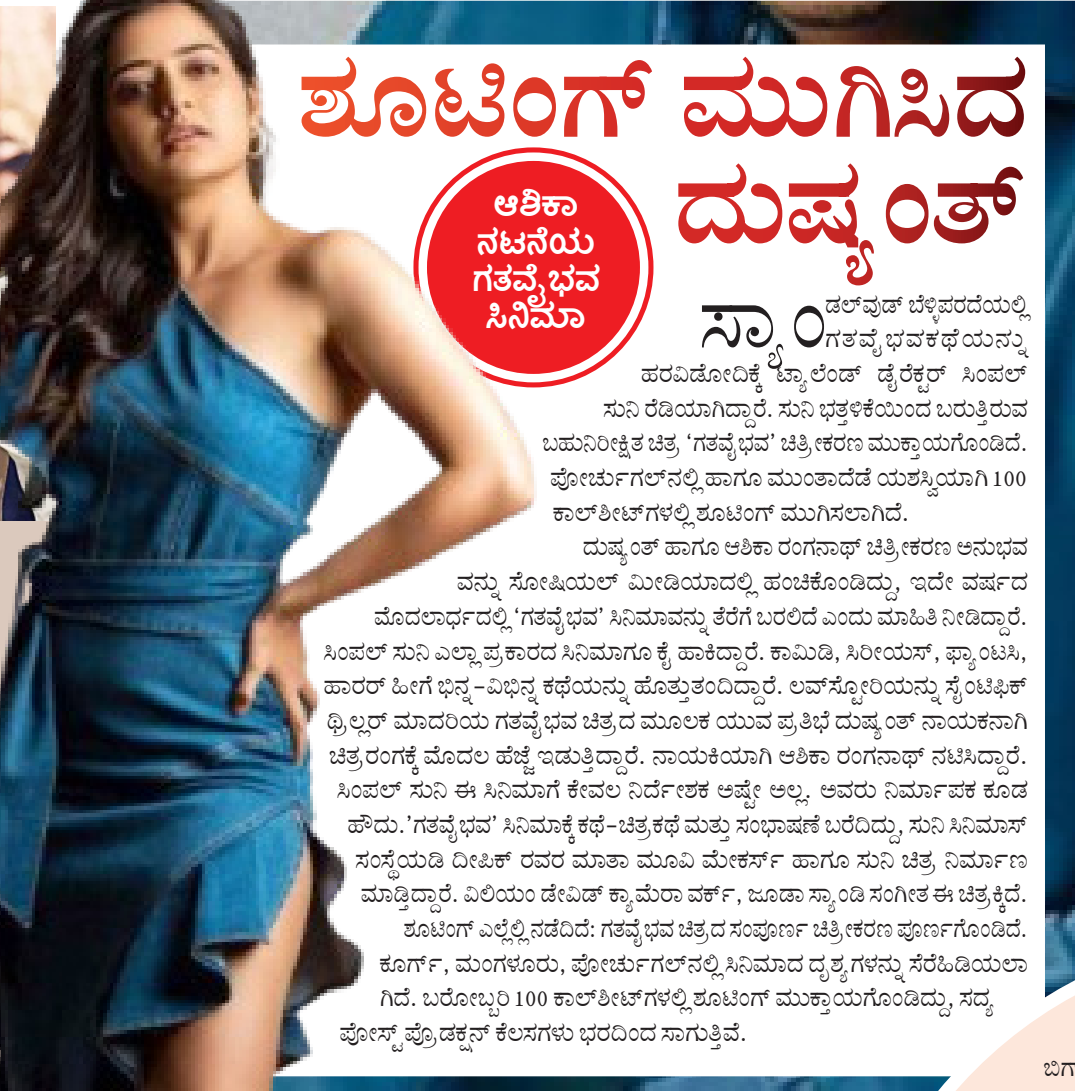 ಶೂಟಿಂಗ್ ಮುಗಿಸಿದ
ದುಷ್ಯಂತ್
ಆಶಿಕಾ
ನಟನೆಯ
ಗತವೈಭವ
ಸಿನಿಮಾ
ಸ್ಯಾಂಡಲ್‌ವುಡ್ ಬೆಳ್ಳಿಪರದೆಯಲ್ಲಿ
ಗತವೈಭವಕಥೆಯನ್ನು
ಹರವಿಡೋದಿಕ್ಕೆ ಟ್ಯಾಲೆಂಡ್ ಡೈರೆಕ್ಟರ್ ಸಿಂಪಲ್
ಸುನಿ ರೆಡಿಯಾಗಿದ್ದಾರೆ. ಸುನಿ ಭತ್ತಳಿಕೆಯಿಂದ ಬರುತ್ತಿರುವ
ಬಹುನಿರೀಕ್ಷಿತ ಚಿತ್ರ ‘ಗತವೈಭವ’ ಚಿತ್ರೀಕರಣ ಮುಕ್ತಾಯಗೊಂಡಿದೆ.
ಪೋರ್ಚುಗಲ್‌ನಲ್ಲಿ ಹಾಗೂ ಮುಂತಾದೆಡೆ ಯಶಸ್ವಿಯಾಗಿ 100
ಕಾಲ್‌ಶೀಟ್‌ಗಳಲ್ಲಿ ಶೂಟಿಂಗ್ ಮುಗಿಸಲಾಗಿದೆ.
ದುಷ್ಯಂತ್ ಹಾಗೂ ಆಶಿಕಾ ರಂಗನಾಥ್ ಚಿತ್ರೀಕರಣ ಅನುಭವ
ವನ್ನು ಸೋಷಿಯಲ್ ಮೀಡಿಯಾದಲ್ಲಿ ಹಂಚಿಕೊಂಡಿದ್ದು, ಇದೇ ವರ್ಷದ
ಮೊದಲಾರ್ಧದಲ್ಲಿ ‘ಗತವೈಭವ’ ಸಿನಿಮಾವನ್ನು ತೆರೆಗೆ ಬರಲಿದೆ ಎಂದು ಮಾಹಿತಿ ನೀಡಿದ್ದಾರೆ.
ಸಿಂಪಲ್ ಸುನಿ ಎಲ್ಲಾ ಪ್ರಕಾರದ ಸಿನಿಮಾಗೂ ಕೈ ಹಾಕಿದ್ದಾರೆ. ಕಾಮಿಡಿ, ಸಿರೀಯಸ್, ಫ್ಯಾಂಟಸಿ,
ಹಾರರ್ ಹೀಗೆ ಭಿನ್ನ-ವಿಭಿನ್ನ ಕಥೆಯನ್ನು ಹೊತ್ತುತಂದಿದ್ದಾರೆ. ಲವ್‌ಸ್ಟೋರಿಯನ್ನು ಸೈಂಟಿಫಿಕ್
ಥ್ರಿಲ್ಲರ್ ಮಾದರಿಯ ಗತವೈಭವ ಚಿತ್ರದ ಮೂಲಕ ಯುವ ಪ್ರತಿಭೆ ದುಷ್ಯಂತ್ ನಾಯಕನಾಗಿ
ಚಿತ್ರರಂಗಕ್ಕೆ ಮೊದಲ ಹೆಜ್ಜೆ ಇಡುತ್ತಿದ್ದಾರೆ. ನಾಯಕಿಯಾಗಿ ಆಶಿಕಾ ರಂಗನಾಥ್ ನಟಿಸಿದ್ದಾರೆ.
ಸಿಂಪಲ್ ಸುನಿ ಈ ಸಿನಿಮಾಗೆ ಕೇವಲ ನಿರ್ದೇಶಕ ಅಷ್ಟೇ ಅಲ್ಲ. ಅವರು ನಿರ್ಮಾಪಕ ಕೂಡ
ಹೌದು.’ಗತವೈಭವ’ ಸಿನಿಮಾಕ್ಕೆ ಕಥೆ-ಚಿತ್ರಕಥೆ ಮತ್ತು ಸಂಭಾಷಣೆ ಬರೆದಿದ್ದು, ಸುನಿ ಸಿನಿಮಾಸ್
ಸಂಸ್ಥೆಯಡಿ ದೀಪಿಕ್ ರವರ ಮಾತಾ ಮೂವಿ ಮೇಕರ್ಸ್ ಹಾಗೂ ಸುನಿ ಚಿತ್ರ ನಿರ್ಮಾಣ
ಮಾಡ್ತಿದ್ದಾರೆ. ವಿಲಿಯಂ ಡೇವಿಡ್ ಕ್ಯಾಮೆರಾ ವರ್ಕ್, ಜೂಡಾ ಸ್ಯಾಂಡಿ ಸಂಗೀತ ಈ ಚಿತ್ರಕ್ಕಿದೆ.
ಶೂಟಿಂಗ್ ಎಲ್ಲೆಲ್ಲಿ ನಡೆದಿದೆ: ಗತವೈಭವ ಚಿತ್ರದ ಸಂಪೂರ್ಣ ಚಿತ್ರೀಕರಣ ಪೂರ್ಣಗೊಂಡಿದೆ.
ಕೂರ್ಗ್, ಮಂಗಳೂರು, ಪೋರ್ಚುಗಲ್‌ನಲ್ಲಿ ಸಿನಿಮಾದ ದೃಶ್ಯಗಳನ್ನು ಸೆರೆಹಿಡಿಯಲಾ
ಗಿದೆ. ಬರೋಬ್ಬರಿ 100 ಕಾಲ್‌ಶೀಟ್‌ಗಳಲ್ಲಿ ಶೂಟಿಂಗ್ ಮುಕ್ತಾಯಗೊಂಡಿದ್ದು, ಸದ್ಯ
ಪೋಸ್ಟ್ ಪ್ರೊಡಕ್ಷನ್ ಕೆಲಸಗಳು ಭರದಿಂದ ಸಾಗುತ್ತಿವೆ.